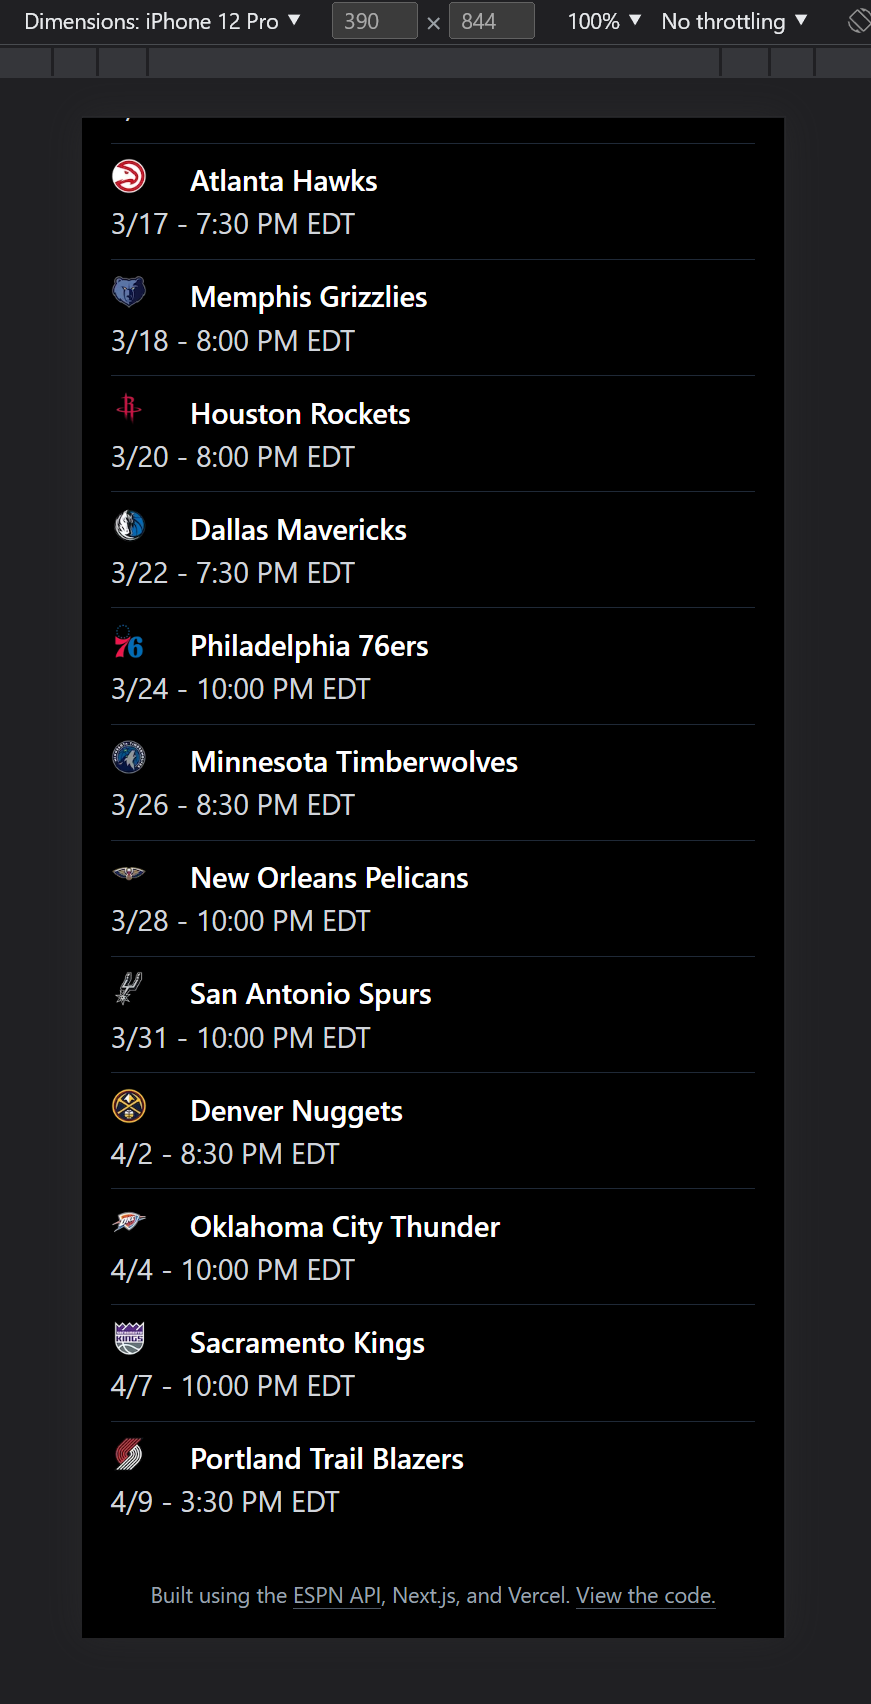 Dimensions: iPhone 12 Pro ▼ 390 × 844 100% ▼ No throttling ▼
Atlanta Hawks
3/17 - 7:30 PM EDT
Memphis Grizzlies
3/18 - 8:00 PM EDT
Houston Rockets
3/20 - 8:00 PM EDT
Dallas Mavericks
3/22 - 7:30 PM EDT
76
Philadelphia 76ers
3/24 - 10:00 PM EDT
Minnesota Timberwolves
3/26 - 8:30 PM EDT
New Orleans Pelicans
3/28 - 10:00 PM EDT
San Antonio Spurs
3/31 - 10:00 PM EDT
Denver Nuggets
4/2 - 8:30 PM EDT
OKC
Oklahoma City Thunder
4/4 - 10:00 PM EDT
KINGS
Sacramento Kings
4/7 - 10:00 PM EDT
Portland Trail Blazers
4/9 - 3:30 PM EDT
Built using the ESPN API, Next.js, and Vercel. View the code.